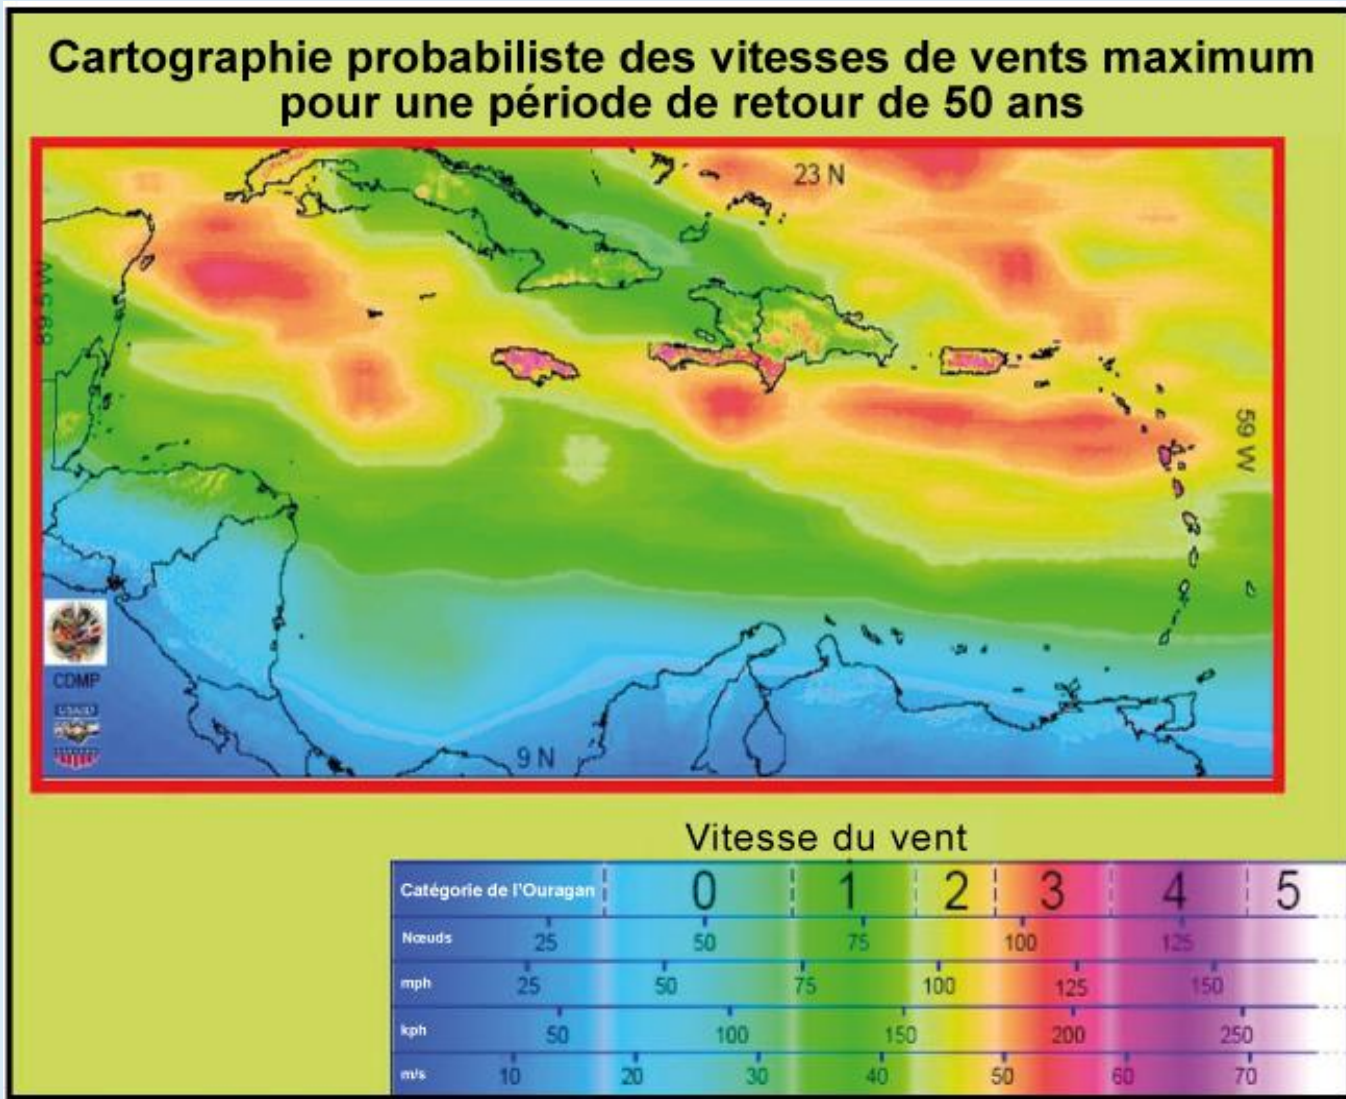 Cartographie probabiliste des vitesses de vents maximum
pour une période de retour de 50 ans
23 N
89.5 W
59 W
CDMP
USAID
9 N
Vitesse du vent
Catégorie de l'Ouragan 0 1 2 3 4 5
Nœuds 25 50 75 100 125
mph 25 50 75 100 125 150
kph 50 100 150 200 250
m/s 10 20 30 40 50 60 70